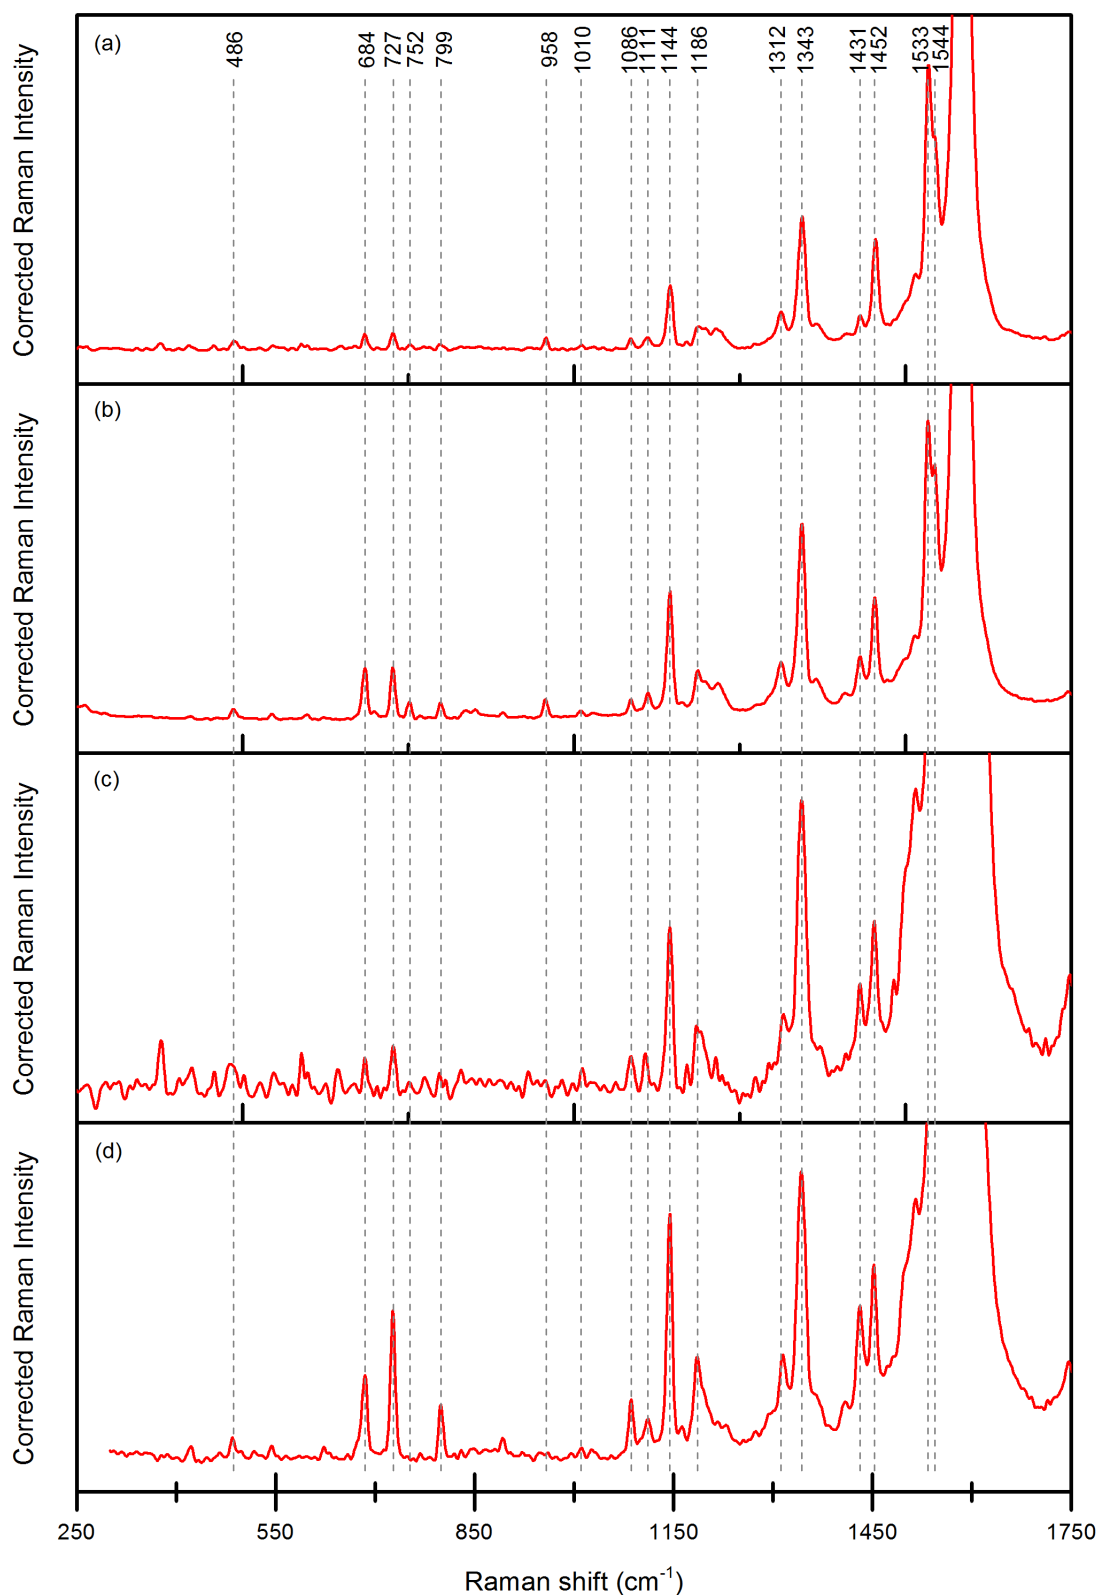 (a)
486
684
727
752
799
958
1010
1086
1111
1144
1186
1312
1343
1431
1452
1533
1544
Corrected Raman Intensity
(b)
Corrected Raman Intensity
(c)
Corrected Raman Intensity
(d)
Corrected Raman Intensity
250 550 850 1150 1450 1750
Raman shift (cm⁻¹)